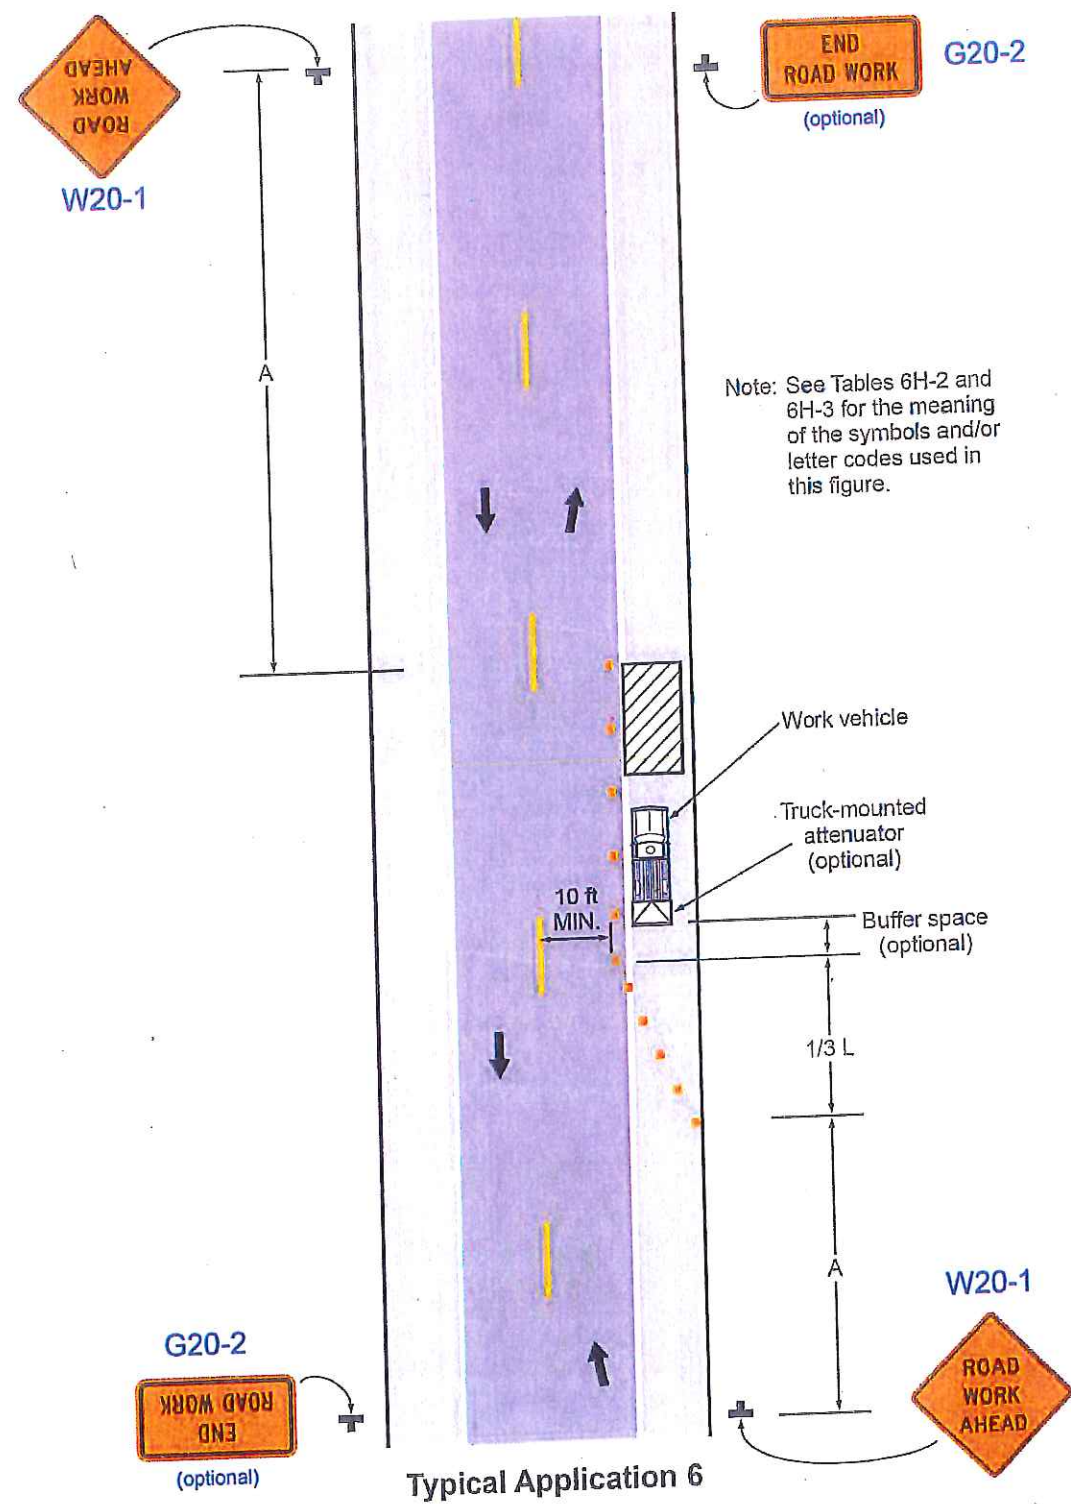 ROAD
WORK
AHEAD
W20-1
END
ROAD WORK
(optional)
G20-2
A
Note: See Tables 6H-2 and
6H-3 for the meaning
of the symbols and/or
letter codes used in
this figure.
Work vehicle
Truck-mounted
attenuator
(optional)
10 ft
MIN.
Buffer space
(optional)
1/3 L
A
W20-1
ROAD
WORK
AHEAD
G20-2
END
ROAD WORK
(optional)
Typical Application 6